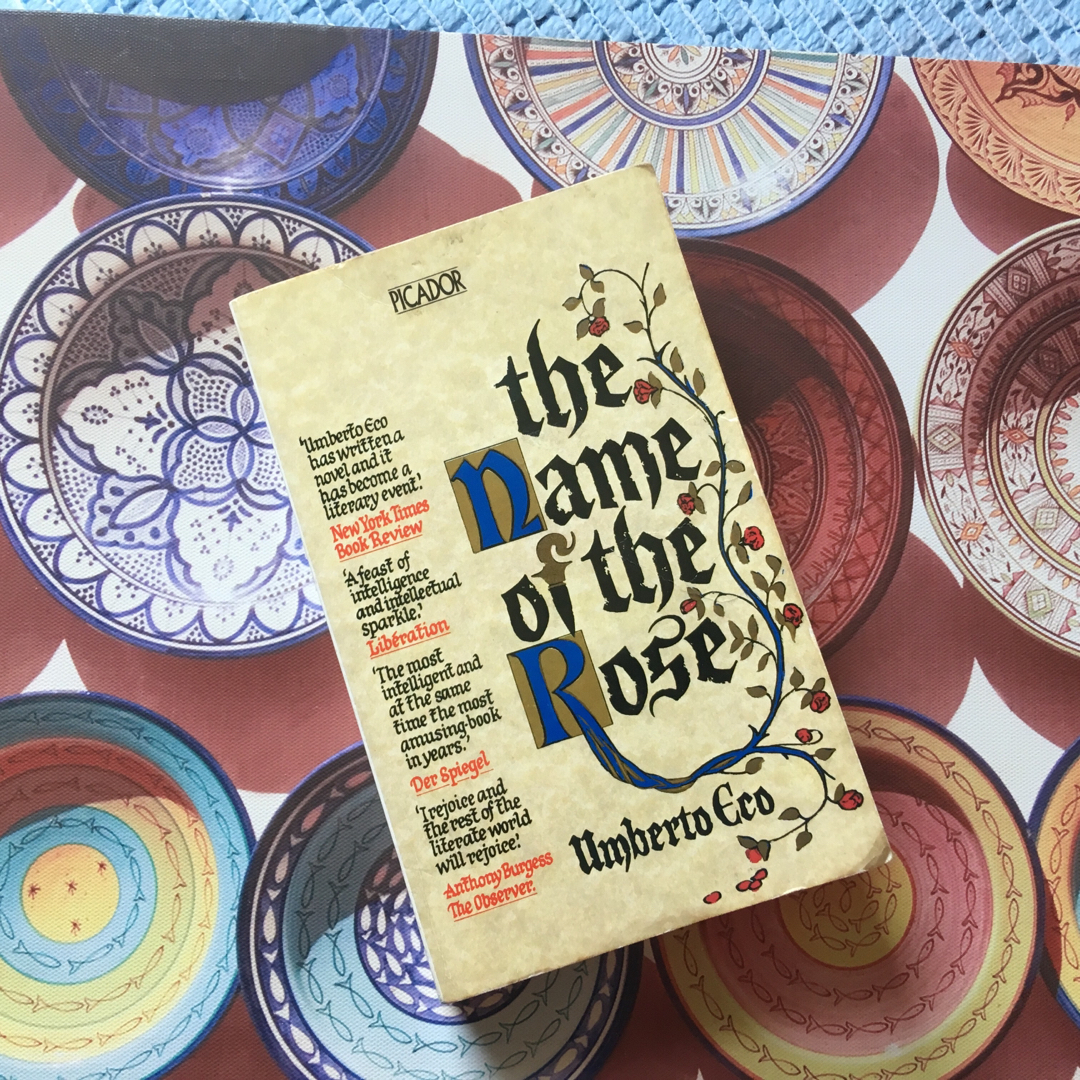 PICADOR
the
Name
of the
Rose
Umberto Eco
'Umberto Eco
has written a
novel, and it
has become a
literary event.'
New York Times
Book Review
'A feast of
intelligence
and intellectual
sparkle.'
Libération
'The most
intelligent and
at the same
time the most
amusing book
in years.'
Der Spiegel
'I rejoice and
the rest of the
literate world
will rejoice.'
Anthony Burgess
The Observer.